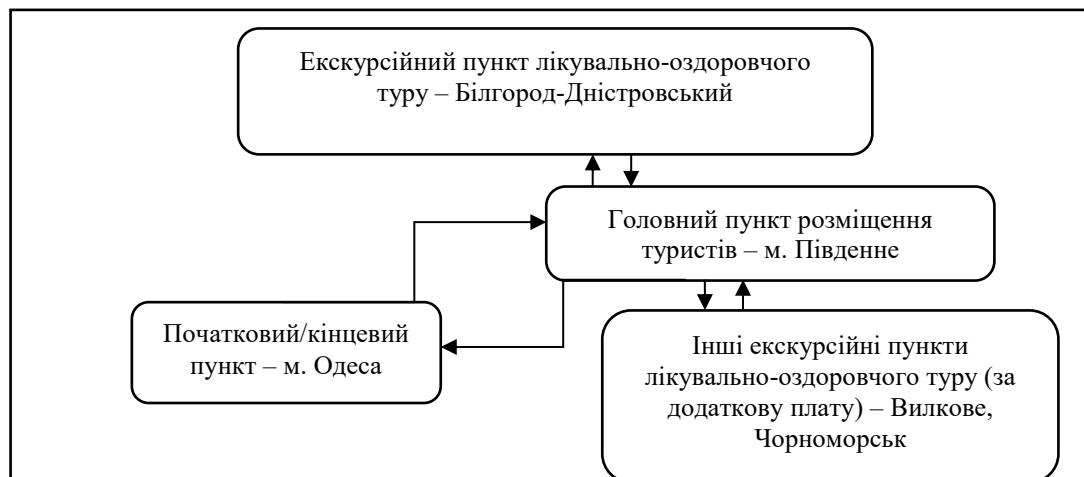 Екскурсійний пункт лікувально-оздоровчого
туру – Білгород-Дністровський
Головний пункт розміщення
туристів – м. Південне
Початковий/кінцевий
пункт – м. Одеса
Інші екскурсійні пункти
лікувально-оздоровчого туру (за
додаткову плату) – Вилкове,
Чорноморськ